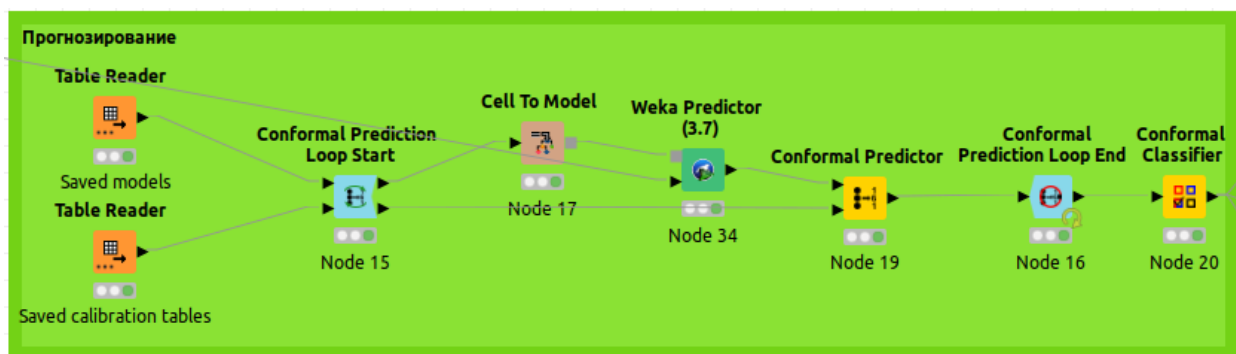 Прогнозирование
Table Reader
Saved models
Table Reader
Saved calibration tables
Conformal Prediction
Loop Start
Node 15
Cell To Model
Node 17
Weka Predictor
(3.7)
Node 34
Conformal Predictor
Node 19
Conformal
Prediction Loop End
Node 16
Conformal
Classifier
Node 20